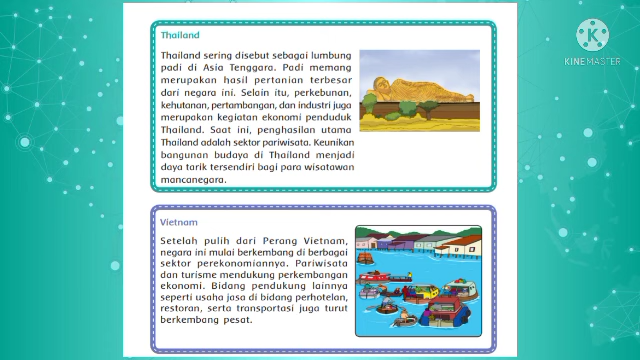 Thailand
Thailand sering disebut sebagai lumbung
padi di Asia Tenggara. Padi memang
merupakan hasil pertanian terbesar
dari negara ini. Selain itu, perkebunan,
kehutanan, pertambangan, dan industri juga
merupakan kegiatan ekonomi penduduk
Thailand. Saat ini, penghasilan utama
Thailand adalah sektor pariwisata. Keunikan
bangunan budaya di Thailand menjadi
daya tarik tersendiri bagi para wisatawan
mancanegara.
KINEMASTER
Vietnam
Setelah pulih dari Perang Vietnam,
negara ini mulai berkembang di berbagai
sektor perekonomiannya. Pariwisata
dan turisme mendukung perkembangan
ekonomi. Bidang pendukung lainnya
seperti usaha jasa di bidang perhotelan,
restoran, serta transportasi juga turut
berkembang pesat.